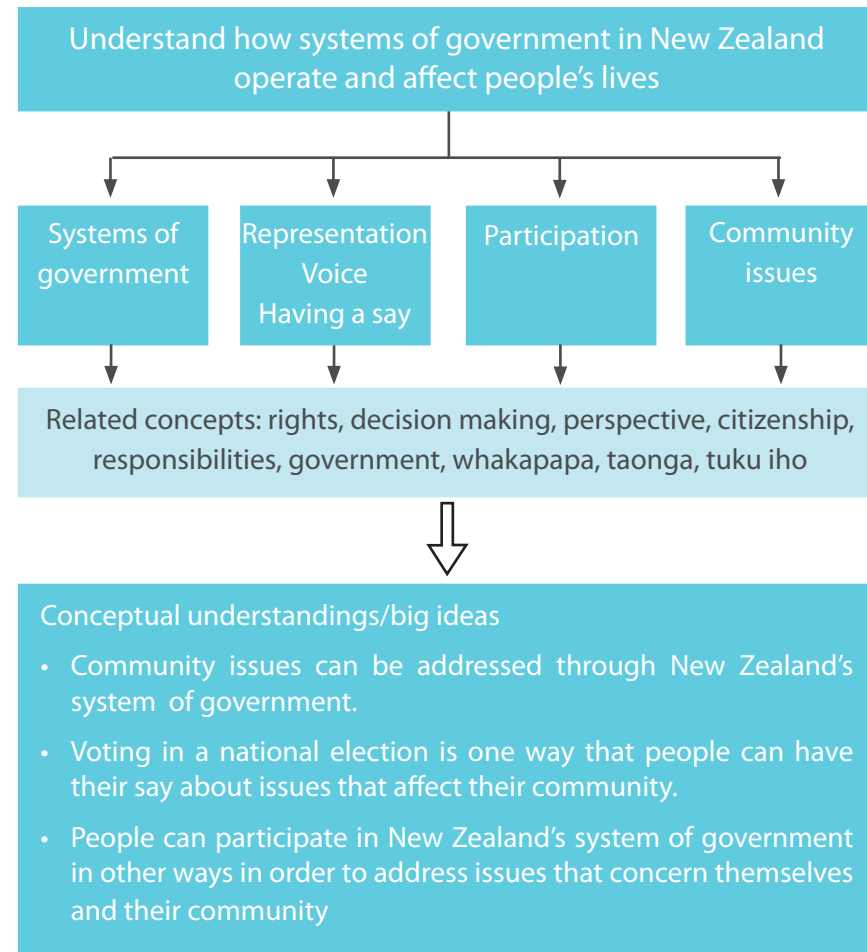 Understand how systems of government in New Zealand
operate and affect people’s lives
Systems of
government
Representation
Voice
Having a say
Participation
Community
issues
Related concepts: rights, decision making, perspective, citizenship,
responsibilities, government, whakapapa, taonga, tuku iho
Conceptual understandings/big ideas
• Community issues can be addressed through New Zealand’s
system of government.
• Voting in a national election is one way that people can have
their say about issues that affect their community.
• People can participate in New Zealand’s system of government
in other ways in order to address issues that concern themselves
and their community